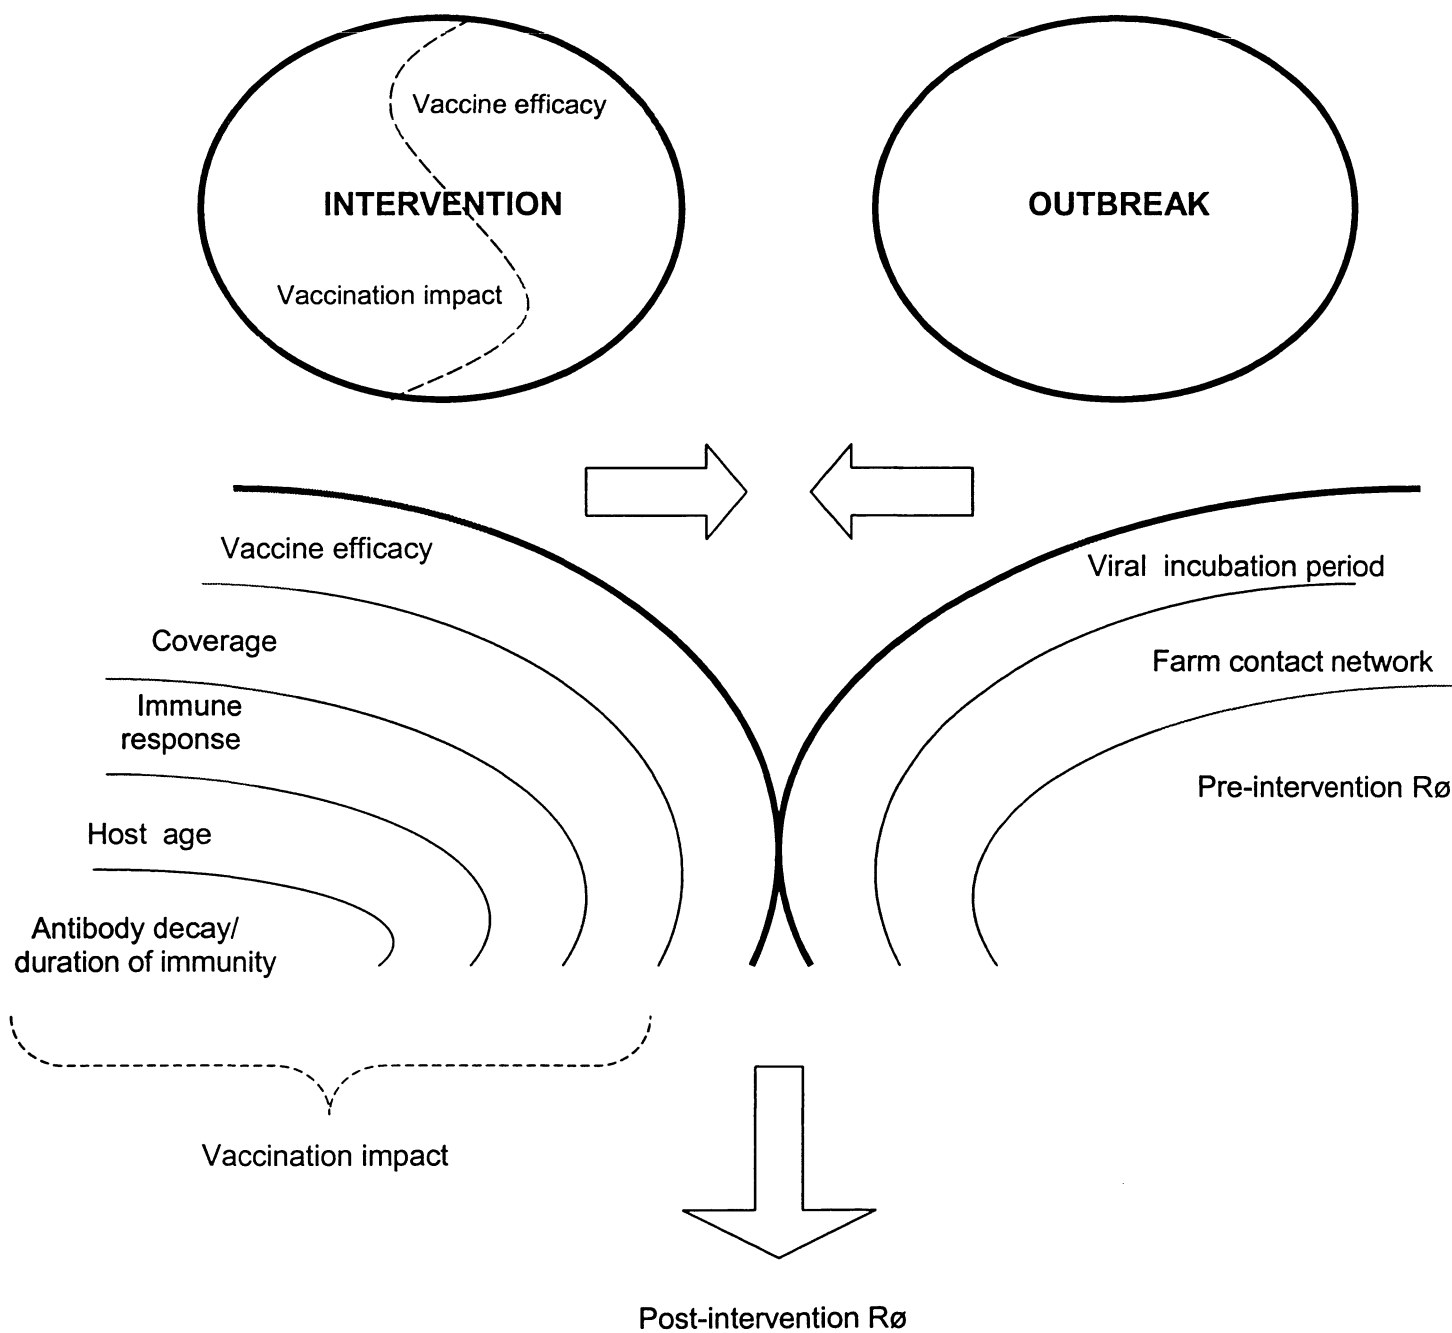 Vaccine efficacy
INTERVENTION
Vaccination impact
OUTBREAK
Vaccine efficacy
Coverage
Immune
response
Host age
Antibody decay/
duration of immunity
Vaccination impact
Viral incubation period
Farm contact network
Pre-intervention Rø
Post-intervention Rø